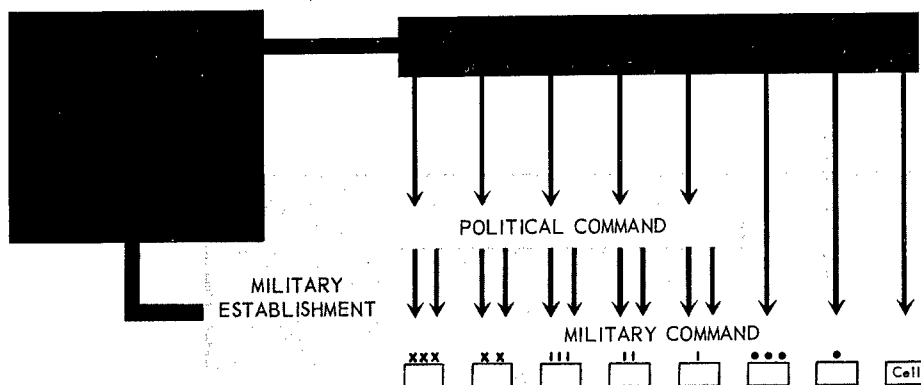 POLITICAL COMMAND
MILITARY
ESTABLISHMENT
MILITARY COMMAND
XXX XX III II I ••• •
Cell